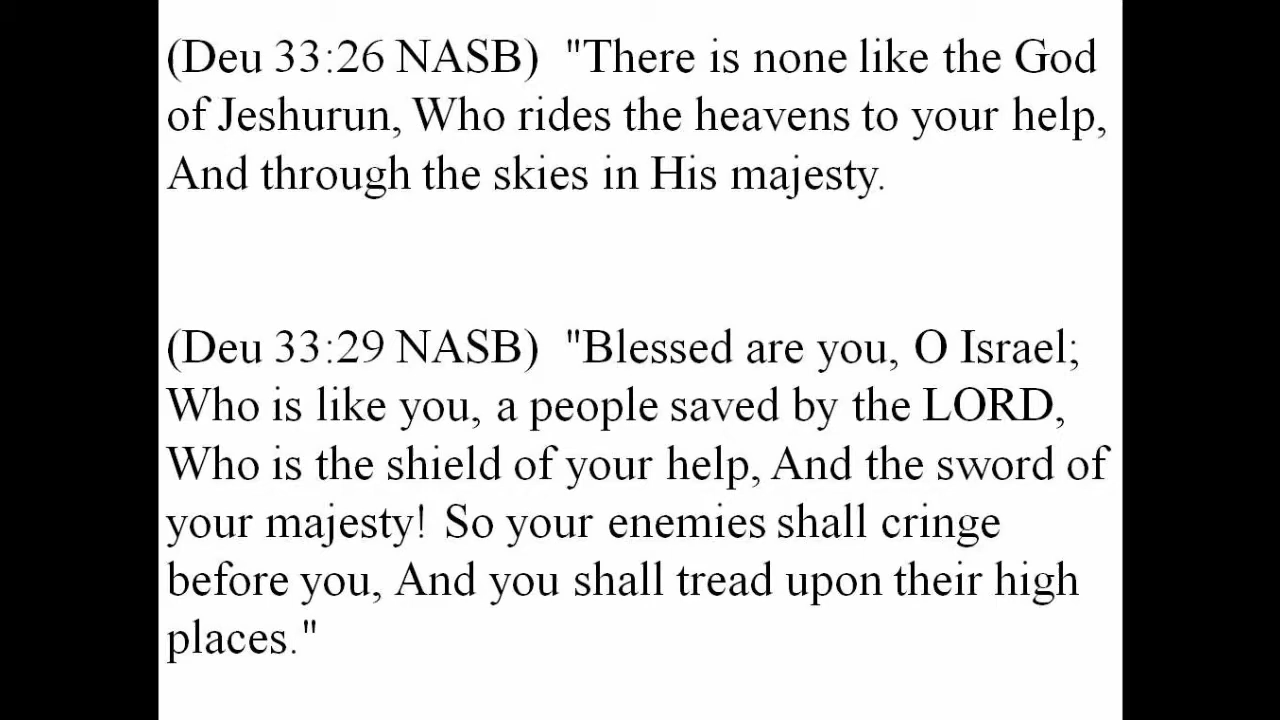 (Deu 33:26 NASB)  "There is none like the God
of Jeshurun, Who rides the heavens to your help,
And through the skies in His majesty.
(Deu 33:29 NASB)  "Blessed are you, O Israel;
Who is like you, a people saved by the LORD,
Who is the shield of your help, And the sword of
your majesty! So your enemies shall cringe
before you, And you shall tread upon their high
places."